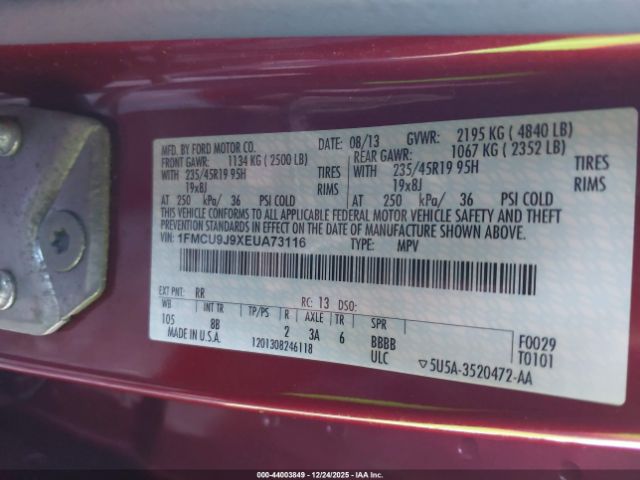 MFD. BY FORD MOTOR CO. 08/13 GVWR: 2195 KG ( 4840 LB)
FRONT GAWR: 1134 KG ( 2500 LB) REAR GAWR: 1067 KG ( 2352 LB)
WITH 235/45R19 95H TIRES WITH 235/45R19 95H TIRES
19x8J RIMS 19x8J RIMS
AT 250 kPa/ 36 PSI COLD AT 250 kPa/ 36 PSI COLD
THIS VEHICLE CONFORMS TO ALL APPLICABLE FEDERAL MOTOR VEHICLE SAFETY AND THEFT
PREVENTION STANDARDS IN EFFECT ON THE DATE OF MANUFACTURE SHOWN ABOVE.
VIN: 1FMCU9J9XEUA73116 TYPE: MPV
EXT PNT: RR RC: 13 DSO:
WB INT TR TP/PS R AXLE TR SPR
105 8B 2 3A 6 BBBB F0029
MADE IN U.S.A. 1201308246118 ULC ▽5U5A-3520472-AA T0101
000-44003849 - 12/24/2025 - IAAI, Inc.